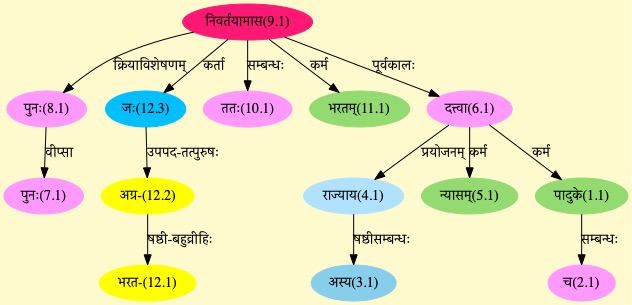 निवर्तयामास(9.1)
क्रियाविशेषणम् कर्ता सम्बन्धः कर्म पूर्वकालः
पुनः(8.1) जः(12.3) ततः(10.1) भरतम्(11.1) दत्त्वा(6.1)
वीप्सा उपपद-तत्पुरुषः प्रयोजनम् कर्म कर्म
पुनः(7.1) अग्र-(12.2) राज्याय(4.1) न्यासम्(5.1) पादुके(1.1)
षष्ठी-बहुव्रीहिः षष्ठीसम्बन्धः सम्बन्धः
भरत-(12.1) अस्य(3.1) च(2.1)